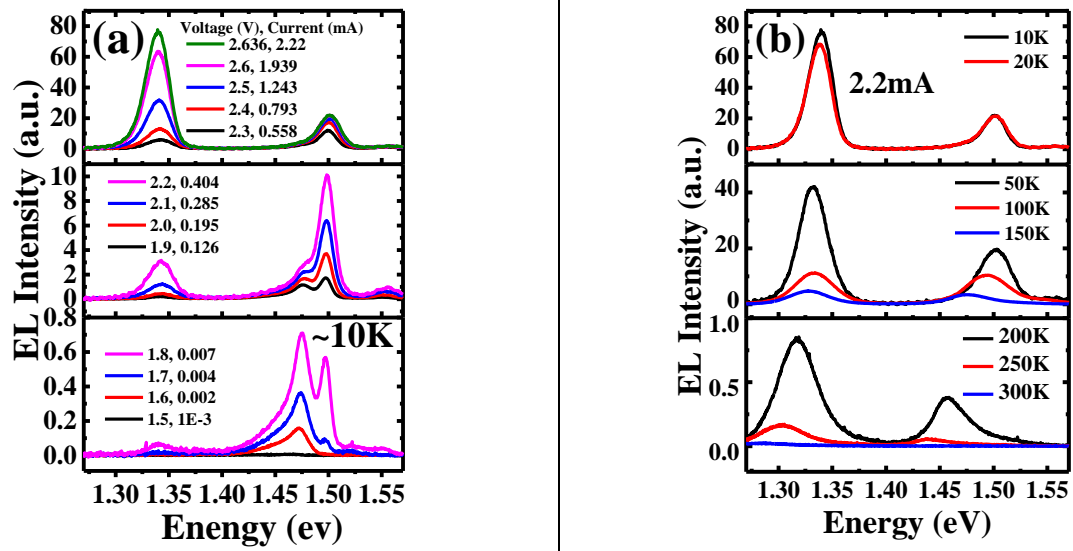 (a)
Voltage (V), Current (mA)
2.636, 2.22
2.6, 1.939
2.5, 1.243
2.4, 0.793
2.3, 0.558
80
60
40
20
0
2.2, 0.404
2.1, 0.285
2.0, 0.195
1.9, 0.126
10
8
6
4
2
0
~10K
1.8, 0.007
1.7, 0.004
1.6, 0.002
1.5, 1E-3
0.8
0.6
0.4
0.2
0.0
EL Intensity (a.u.)
1.30 1.35 1.40 1.45 1.50 1.55
Enengy (ev)
(b)
10K
20K
2.2mA
80
60
40
20
0
50K
100K
150K
40
20
0
200K
250K
300K
1.0
0.5
0.0
EL Intensity (a.u.)
1.30 1.35 1.40 1.45 1.50 1.55
Energy (eV)